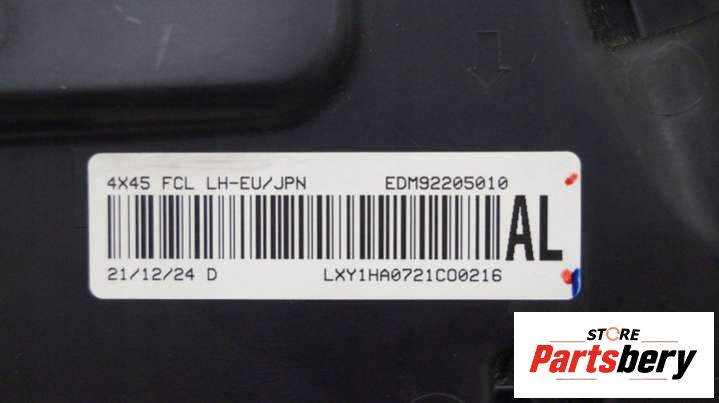 4X45 FCL LH-EU/JPN EDM92205010
AL
21/12/24 D LXY1HA0721C00216
STORE
Partsbery